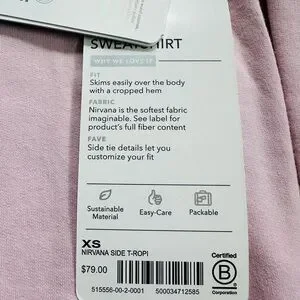 SWEATSHIRT
WHY WE LOVE IT
FIT
Skims easily over the body
with a cropped hem
FABRIC
Nirvana is the softest fabric
imaginable. See label for
product's full fiber content
FAVE
Side tie details let you
customize your fit
Sustainable
Material
Easy-Care
Packable
XS
NIRVANA SIDE T-ROPI
$79.00
515556-00-2-0001
500034712585
Certified
B
Corporation